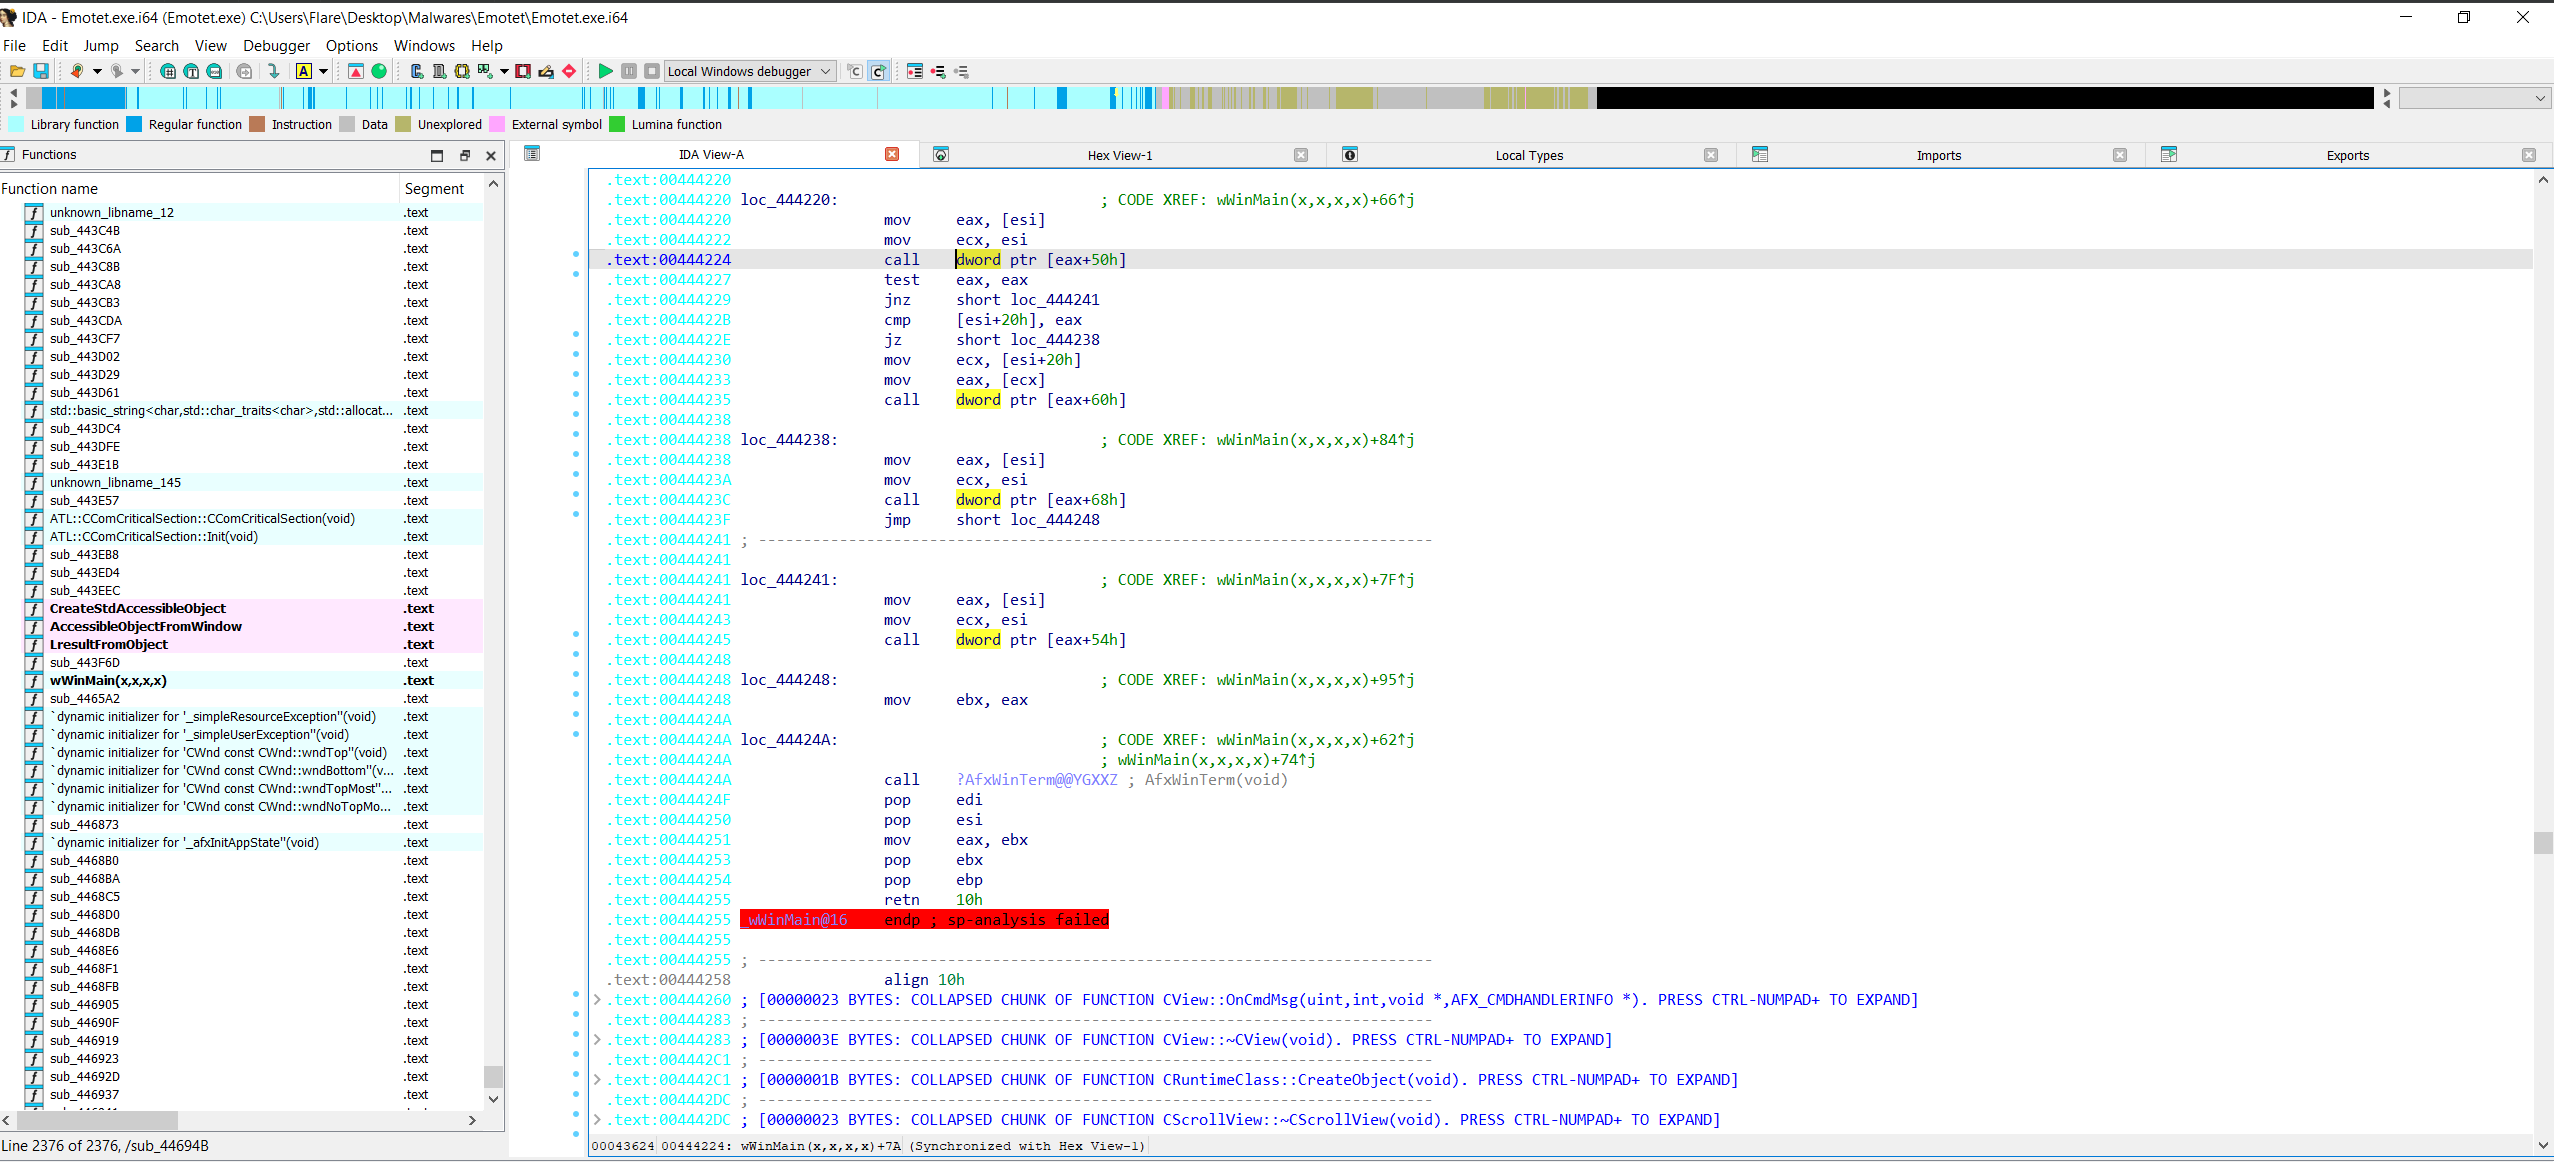 IDA - Emotet.exe.i64 (Emotet.exe) C:\Users\Flare\Desktop\Malwares\Emotet\Emotet.exe.i64
File Edit Jump Search View Debugger Options Windows Help
Local Windows debugger
Library function Regular function Instruction Data Unexplored External symbol Lumina function
Functions
Function name Segment
unknown_libname_12 .text
sub_443C4B .text
sub_443C6A .text
sub_443C8B .text
sub_443CA8 .text
sub_443CB3 .text
sub_443CDA .text
sub_443CF7 .text
sub_443D02 .text
sub_443D29 .text
sub_443D61 .text
std::basic_string<char,std::char_traits<char>,std::allocat... .text
sub_443DC4 .text
sub_443DFE .text
sub_443E1B .text
unknown_libname_145 .text
sub_443E57 .text
ATL::CComCriticalSection::CComCriticalSection(void) .text
ATL::CComCriticalSection::Init(void) .text
sub_443EB8 .text
sub_443ED4 .text
sub_443EEC .text
CreateStdAccessibleObject .text
AccessibleObjectFromWindow .text
LresultFromObject .text
sub_443F6D .text
wWinMain(x,x,x,x) .text
sub_4465A2 .text
`dynamic initializer for '_simpleResourceException''(void) .text
`dynamic initializer for '_simpleUserException''(void) .text
`dynamic initializer for 'CWnd const CWnd::wndTop''(void) .text
`dynamic initializer for 'CWnd const CWnd::wndBottom''(v... .text
`dynamic initializer for 'CWnd const CWnd::wndTopMost''... .text
`dynamic initializer for 'CWnd const CWnd::wndNoTopMo... .text
sub_446873 .text
`dynamic initializer for '_afxInitAppState''(void) .text
sub_4468B0 .text
sub_4468BA .text
sub_4468C5 .text
sub_4468D0 .text
sub_4468DB .text
sub_4468E6 .text
sub_4468F1 .text
sub_4468FB .text
sub_446905 .text
sub_44690F .text
sub_446919 .text
sub_446923 .text
sub_44692D .text
sub_446937 .text
Line 2376 of 2376, /sub_44694B
IDA View-A Hex View-1 Local Types Imports Exports
.text:00444220
.text:00444220 loc_444220: ; CODE XREF: wWinMain(x,x,x,x)+66↑j
.text:00444220 mov eax, [esi]
.text:00444222 mov ecx, esi
.text:00444224 call dword ptr [eax+50h]
.text:00444227 test eax, eax
.text:00444229 jnz short loc_444241
.text:0044422B cmp [esi+20h], eax
.text:0044422E jz short loc_444238
.text:00444230 mov ecx, [esi+20h]
.text:00444233 mov eax, [ecx]
.text:00444235 call dword ptr [eax+60h]
.text:00444238
.text:00444238 loc_444238: ; CODE XREF: wWinMain(x,x,x,x)+84↑j
.text:00444238 mov eax, [esi]
.text:0044423A mov ecx, esi
.text:0044423C call dword ptr [eax+68h]
.text:0044423F jmp short loc_444248
.text:00444241 ; ---------------------------------------------------------------------------
.text:00444241
.text:00444241 loc_444241: ; CODE XREF: wWinMain(x,x,x,x)+7F↑j
.text:00444241 mov eax, [esi]
.text:00444243 mov ecx, esi
.text:00444245 call dword ptr [eax+54h]
.text:00444248
.text:00444248 loc_444248: ; CODE XREF: wWinMain(x,x,x,x)+95↑j
.text:00444248 mov ebx, eax
.text:0044424A
.text:0044424A loc_44424A: ; CODE XREF: wWinMain(x,x,x,x)+62↑j
.text:0044424A ; wWinMain(x,x,x,x)+74↑j
.text:0044424A call ?AfxWinTerm@@YGXXZ ; AfxWinTerm(void)
.text:0044424F pop edi
.text:00444250 pop esi
.text:00444251 mov eax, ebx
.text:00444253 pop ebx
.text:00444254 pop ebp
.text:00444255 retn 10h
.text:00444255 _wWinMain@16 endp ; sp-analysis failed
.text:00444255
.text:00444255 ; ---------------------------------------------------------------------------
.text:00444258 align 10h
.text:00444260 ; [00000023 BYTES: COLLAPSED CHUNK OF FUNCTION CView::OnCmdMsg(uint,int,void *,AFX_CMDHANDLERINFO *). PRESS CTRL-NUMPAD+ TO EXPAND]
.text:00444283 ; ---------------------------------------------------------------------------
.text:00444283 ; [0000003E BYTES: COLLAPSED CHUNK OF FUNCTION CView::~CView(void). PRESS CTRL-NUMPAD+ TO EXPAND]
.text:004442C1 ; ---------------------------------------------------------------------------
.text:004442C1 ; [0000001B BYTES: COLLAPSED CHUNK OF FUNCTION CRuntimeClass::CreateObject(void). PRESS CTRL-NUMPAD+ TO EXPAND]
.text:004442DC ; ---------------------------------------------------------------------------
.text:004442DC ; [00000023 BYTES: COLLAPSED CHUNK OF FUNCTION CScrollView::~CScrollView(void). PRESS CTRL-NUMPAD+ TO EXPAND]
00043624 00444224: wWinMain(x,x,x,x)+7A (Synchronized with Hex View-1)